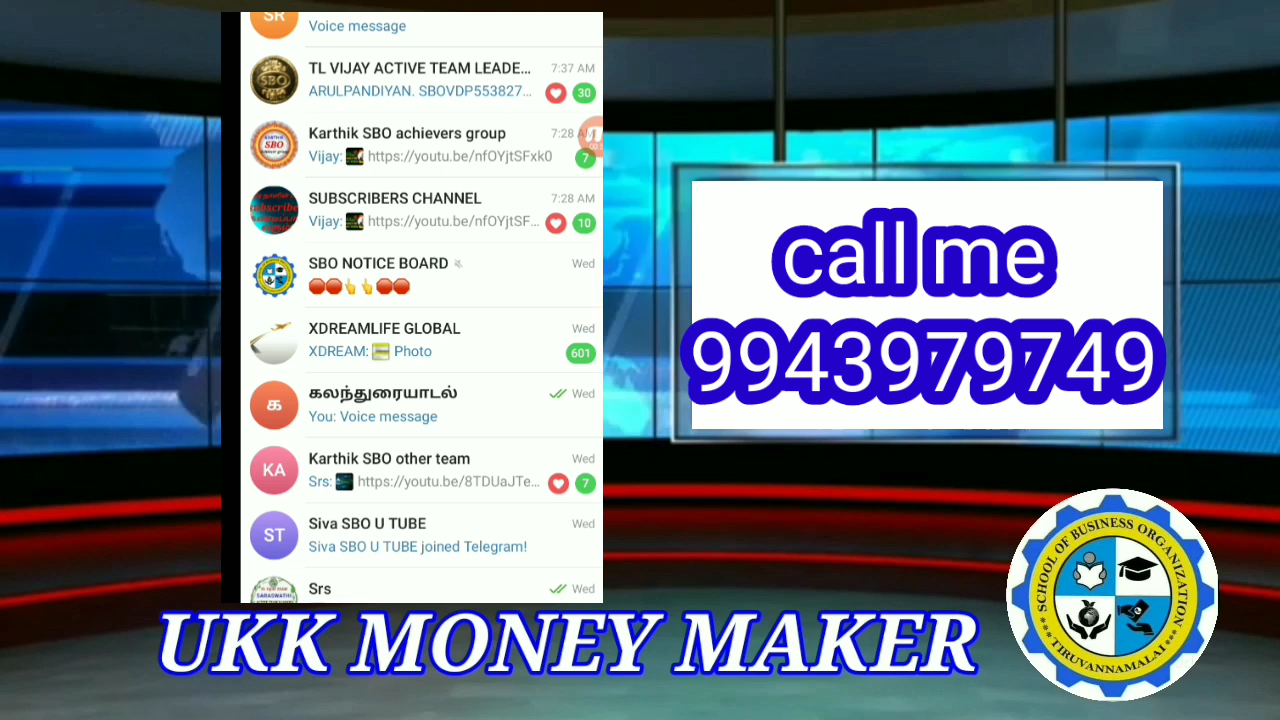 SR
Voice message
TL VIJAY ACTIVE TEAM LEADE... 7:37 AM
ARULPANDIYAN. SBOVDP553827... 30
SBO
Karthik SBO achievers group 7:28 AM
Vijay: https://youtu.be/nfOYjtSFxk0 7
SBO
SUBSCRIBERS CHANNEL 7:28 AM
Vijay: https://youtu.be/nfOYjtSF... 10
SBO NOTICE BOARD Wed
XDREAMLIFE GLOBAL Wed
XDREAM: Photo 601
க
கலந்துரையாடல் Wed
You: Voice message
KA
Karthik SBO other team Wed
Srs: https://youtu.be/8TDUaJTe... 7
ST
Siva SBO U TUBE Wed
Siva SBO U TUBE joined Telegram!
Srs Wed
SARASWATHI
call me
9943979749
UKK MONEY MAKER
SCHOOL OF BUSINESS ORGANIZATION
*** TIRUVANNAMALAI ***